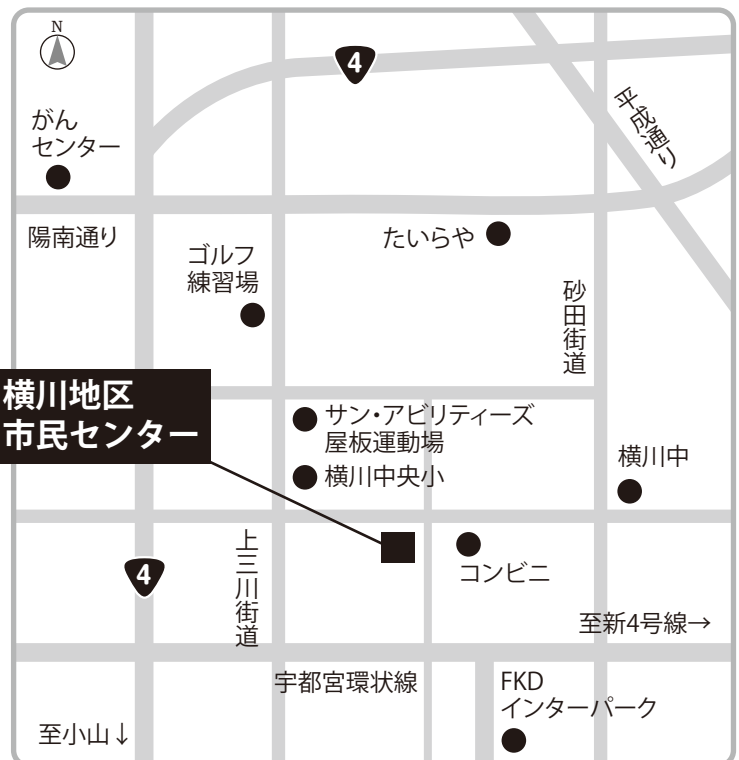 N
4
平成通り
がん
センター
陽南通り
たいらや
ゴルフ
練習場
砂田街道
横川地区
市民センター
サン・アビリティーズ
屋板運動場
横川中央小
横川中
4
上三川街道
コンビニ
至新4号線→
宇都宮環状線
FKD
インターパーク
至小山↓